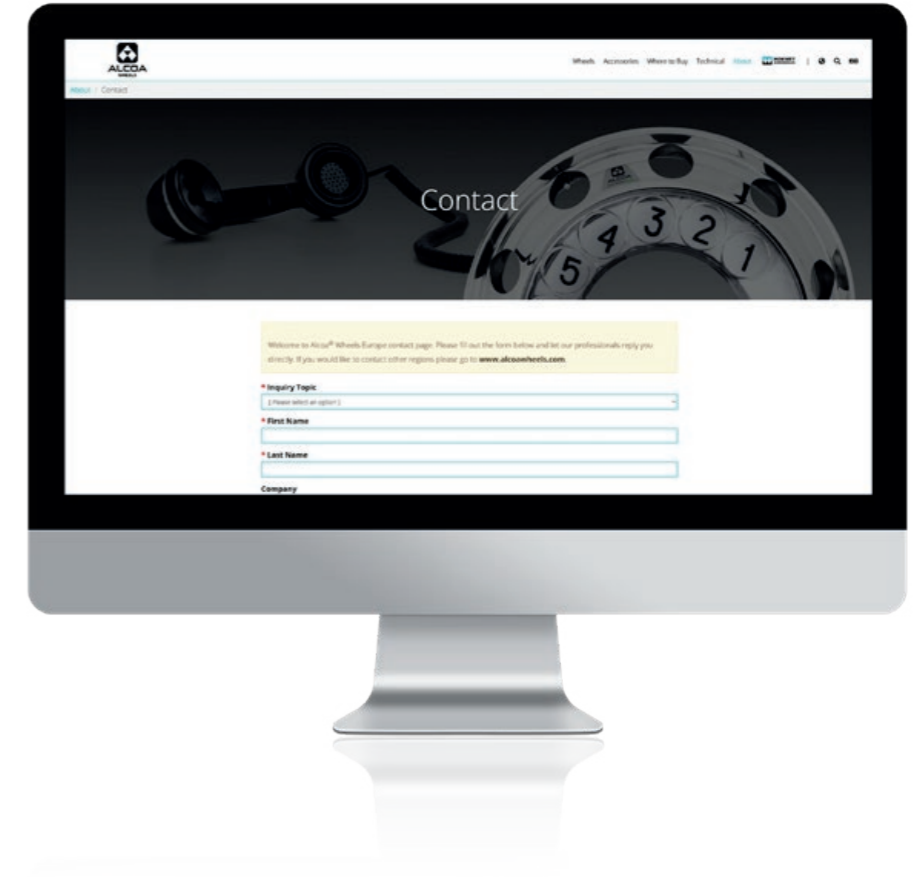 ALCOA
WHEELS
Wheels Accessories Where to Buy Technical About
About / Contact
Contact
5 4 3 2 1
Welcome to Alcoa® Wheels Europe contact page. Please fill out the form below and let our professionals reply you
directly. If you would like to contact other regions please go to www.alcoawheels.com.
* Inquiry Topic
[ Please select an option ]
* First Name
* Last Name
Company